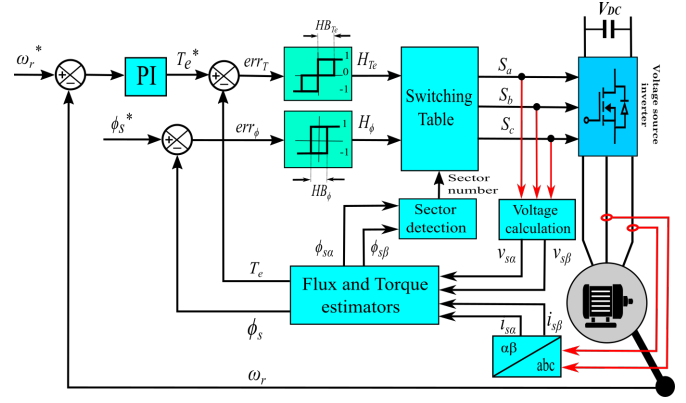 V_DC
HB_Te
ω_r*
PI
T_e*
err_T
1
0
-1
H_Te
Switching
Table
S_a
S_b
S_c
Voltage source
inverter
ϕ_s*
err_ϕ
1
-1
H_ϕ
HB_ϕ
Sector
number
Sector
detection
Voltage
calculation
ϕ_sα
ϕ_sβ
v_sα
v_sβ
T_e
Flux and Torque
estimators
ϕ_s
i_sα
i_sβ
αβ
abc
ω_r